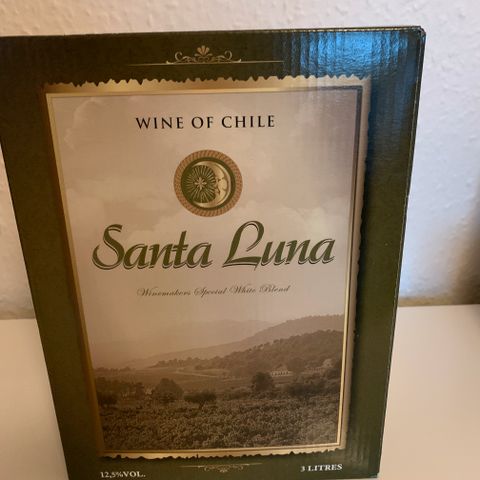 WINE OF CHILE
Santa Luna
Winemakers Special White Blend
12,5%VOL. 3 LITRES